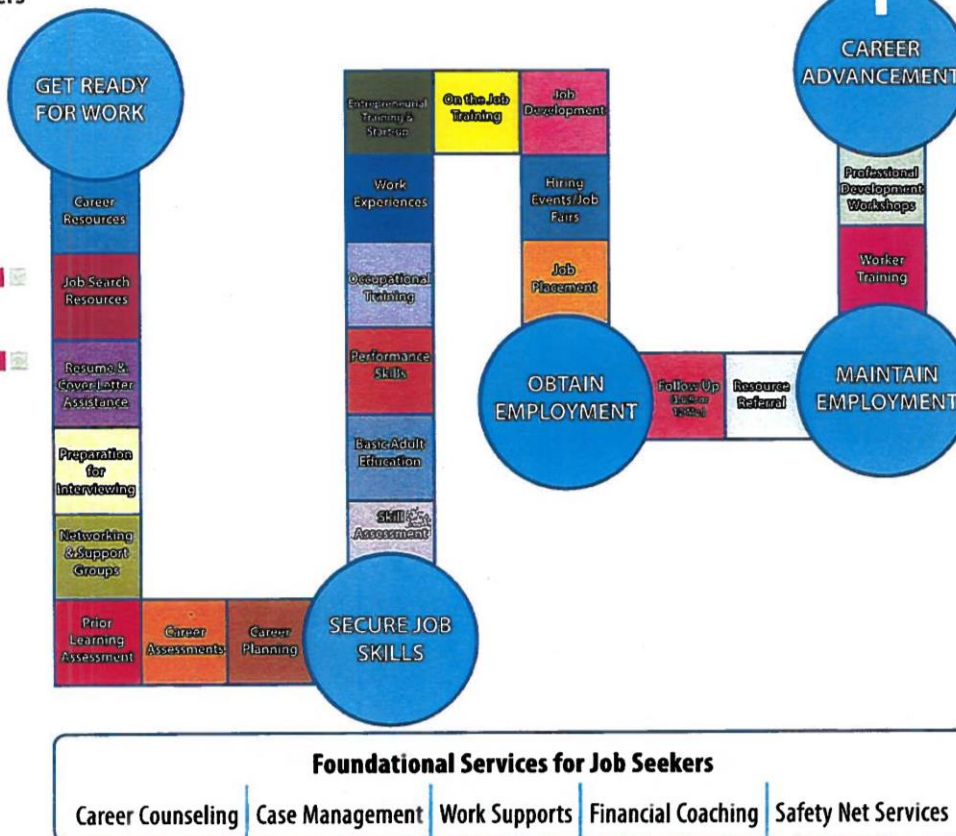 GET READY
FOR WORK
Career
Resources
Job Search
Resources
Resume &
Cover Letter
Assistance
Preparation
for
Interviewing
Networking
& Support
Groups
Prior
Learning
Assessment
Career
Assessments
Career
Planning
SECURE JOB
SKILLS
Skill
Assessment
Basic Adult
Education
Performance
Skills
Occupational
Training
Work
Experiences
Entrepreneurial
Training &
Start-up
On the Job
Training
Job
Development
Hiring
Events/Job
Fairs
Job
Placement
OBTAIN
EMPLOYMENT
Follow Up
Resource
Referral
MAINTAIN
EMPLOYMENT
Worker
Training
Professional
Development
Workshops
CAREER
ADVANCEMENT
Foundational Services for Job Seekers
Career Counseling
Case Management
Work Supports
Financial Coaching
Safety Net Services